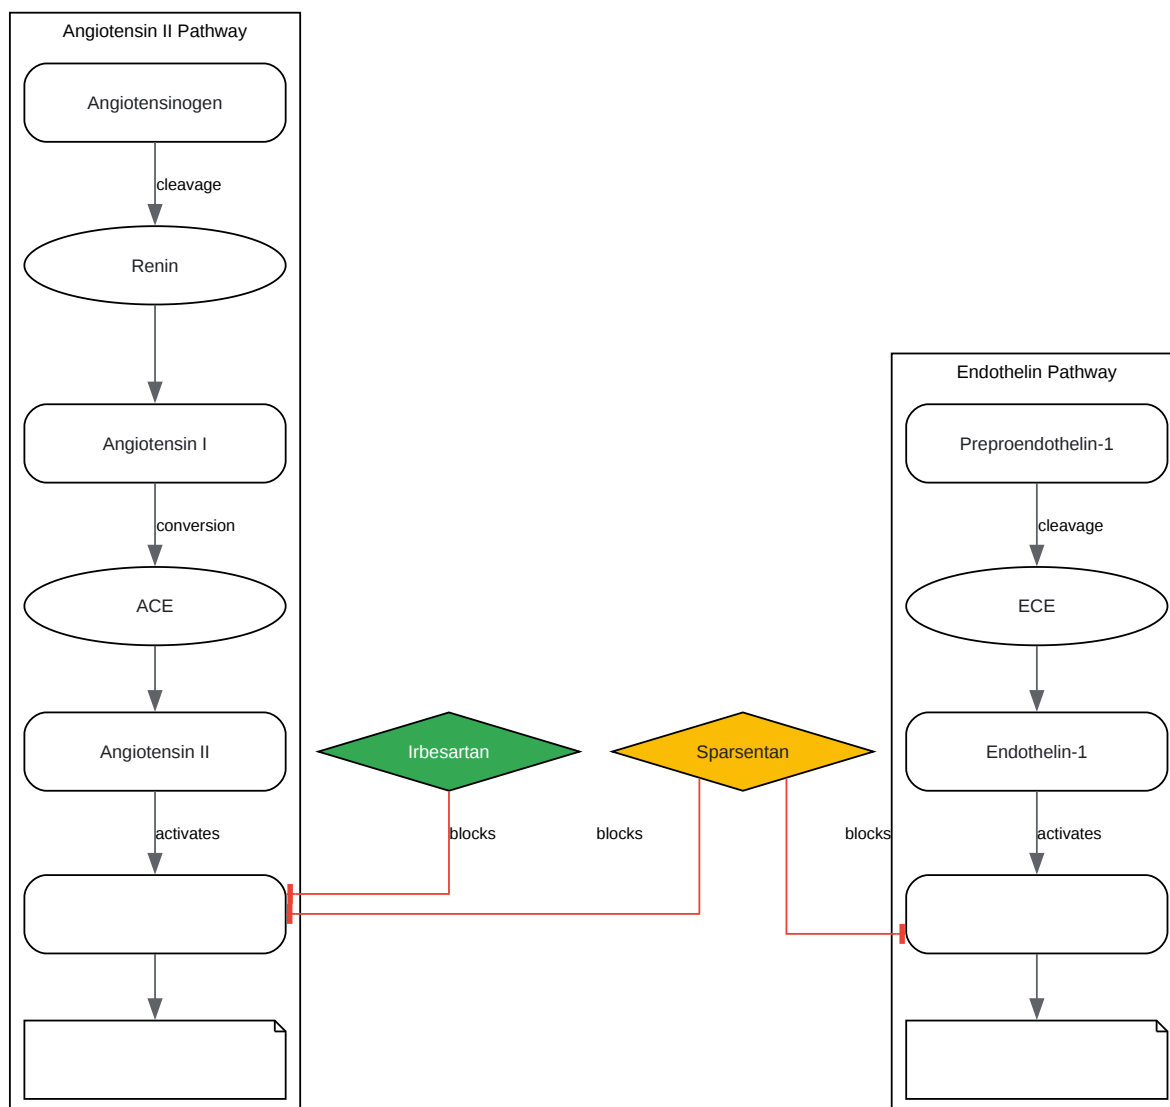 Angiotensin II Pathway
Angiotensinogen
cleavage
Renin
Angiotensin I
conversion
ACE
Angiotensin II
activates
Irbesartan
blocks
Sparsentan
blocks
blocks
Endothelin Pathway
Preproendothelin-1
cleavage
ECE
Endothelin-1
activates